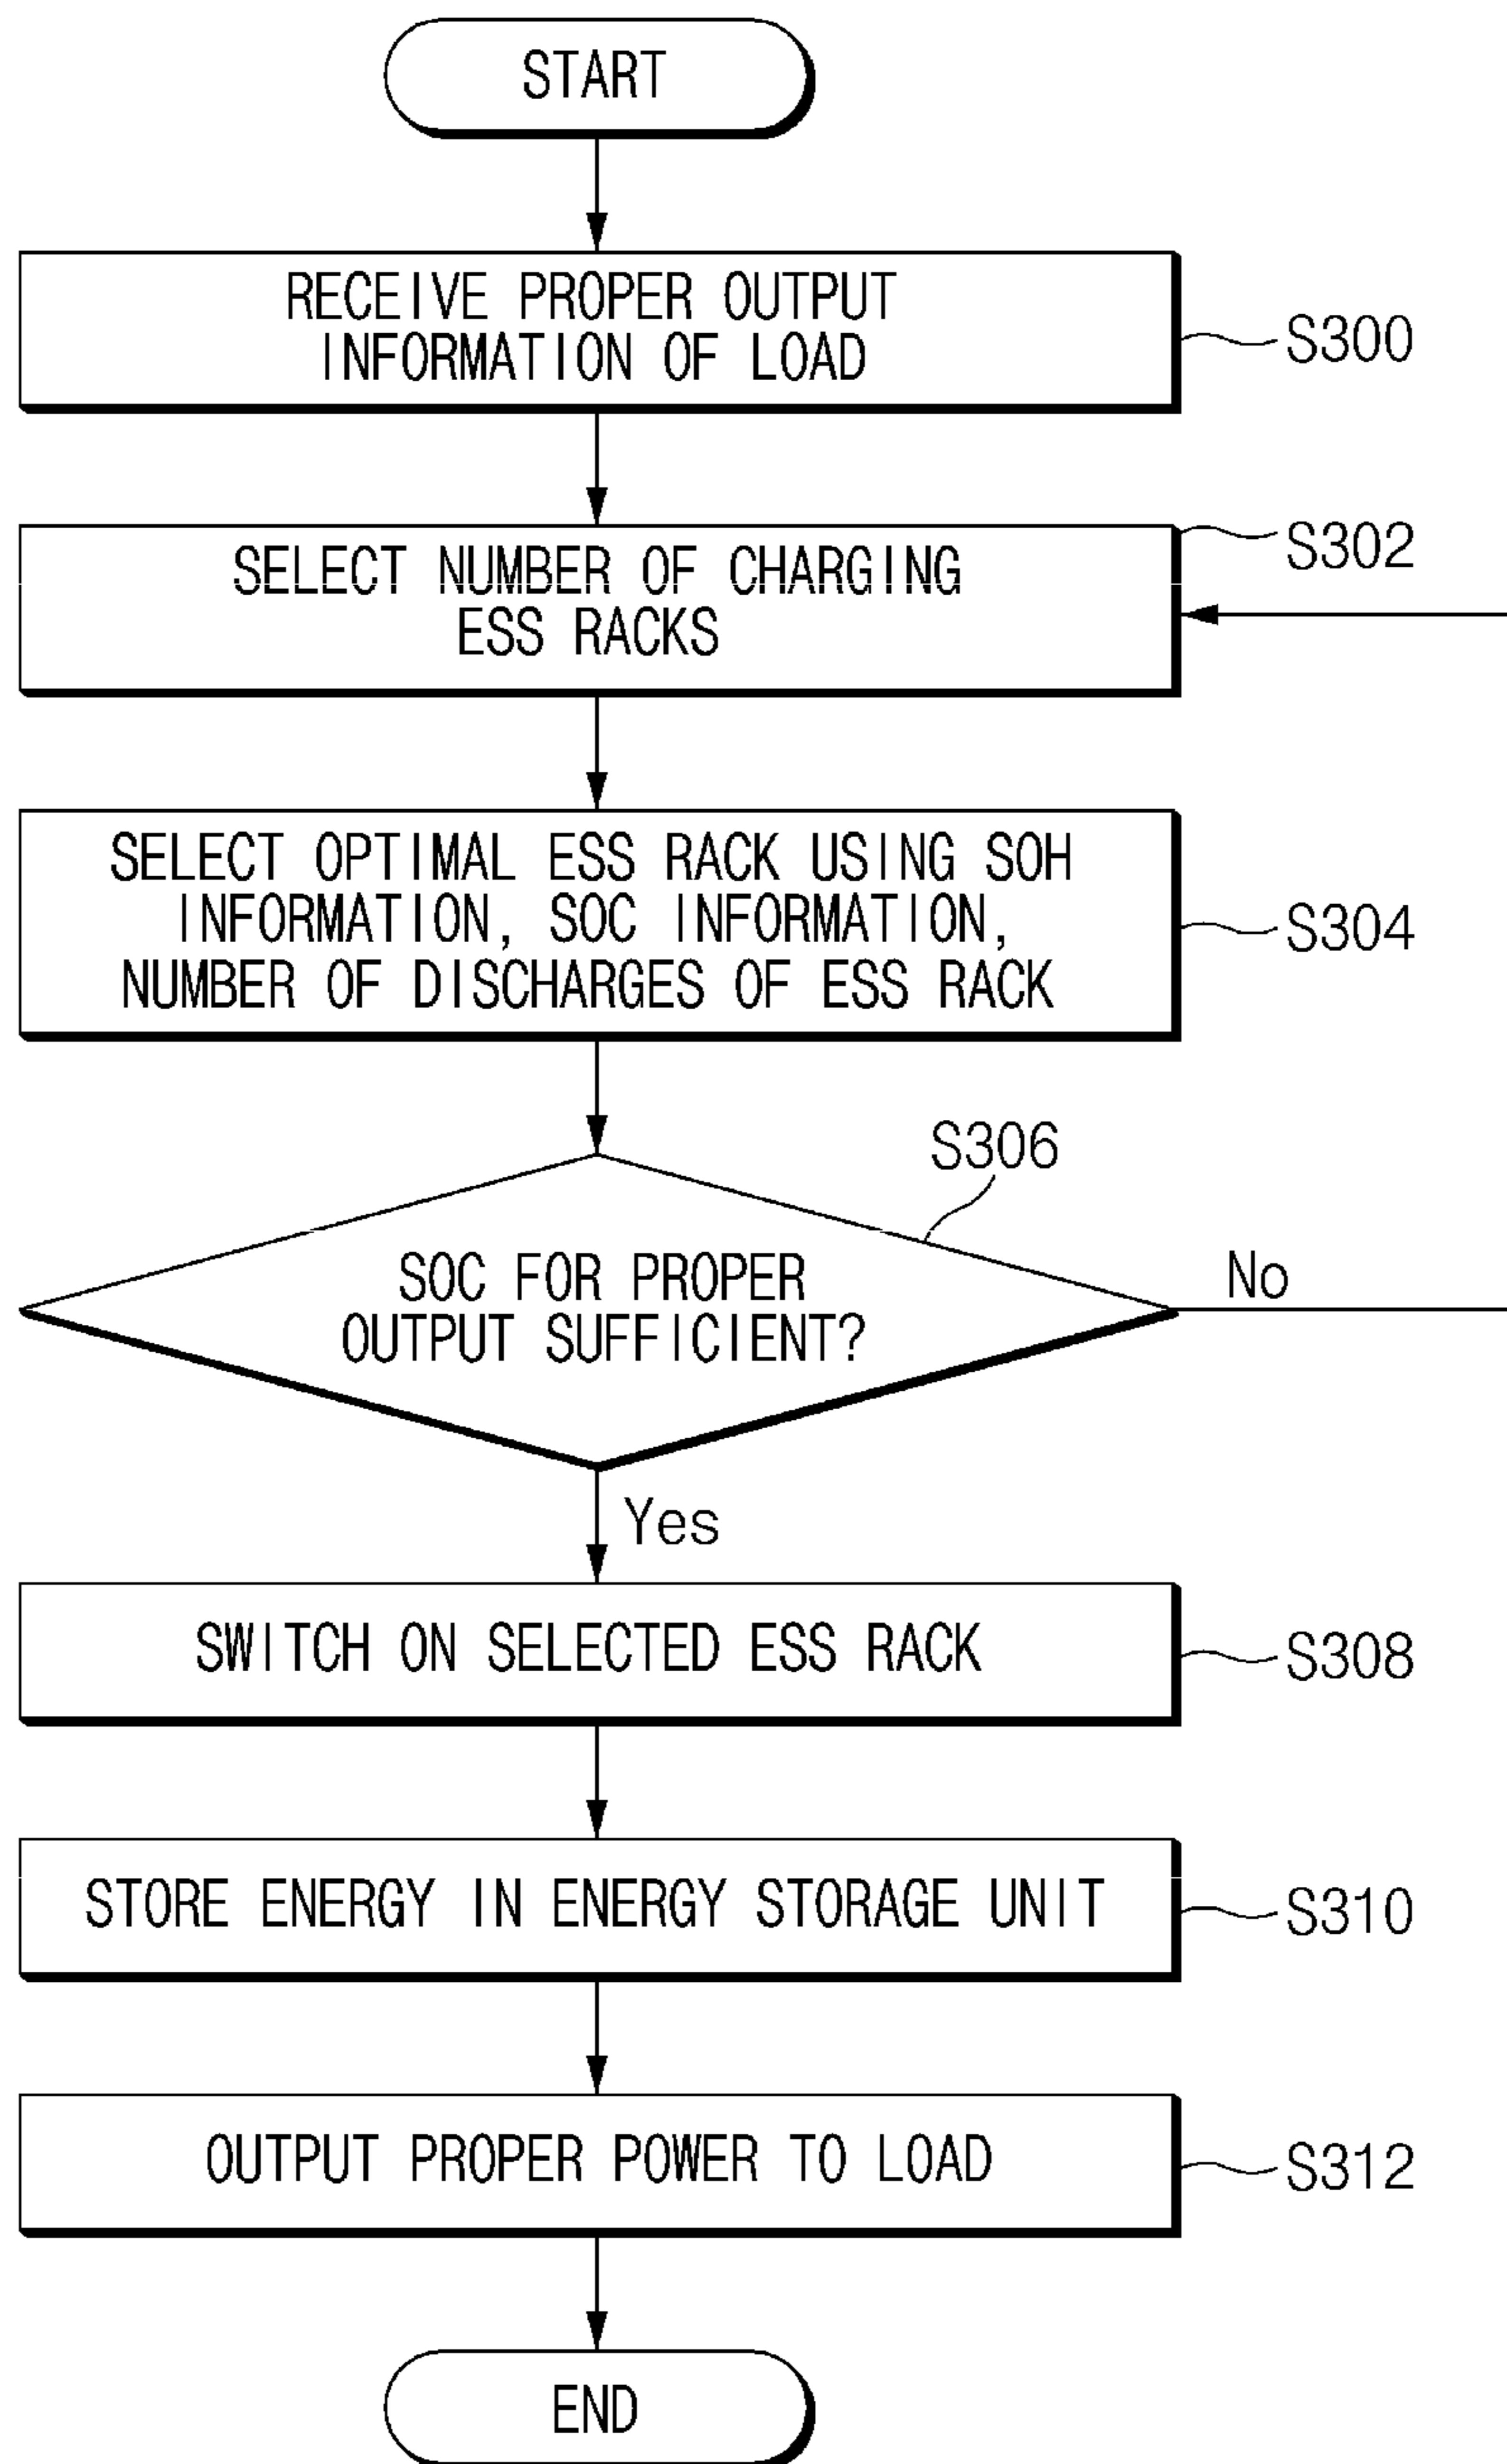 START
RECEIVE PROPER OUTPUT
INFORMATION OF LOAD
S300
SELECT NUMBER OF CHARGING
ESS RACKS
S302
SELECT OPTIMAL ESS RACK USING SOH
INFORMATION, SOC INFORMATION,
NUMBER OF DISCHARGES OF ESS RACK
S304
S306
SOC FOR PROPER
OUTPUT SUFFICIENT?
No
Yes
SWITCH ON SELECTED ESS RACK
S308
STORE ENERGY IN ENERGY STORAGE UNIT
S310
OUTPUT PROPER POWER TO LOAD
S312
END